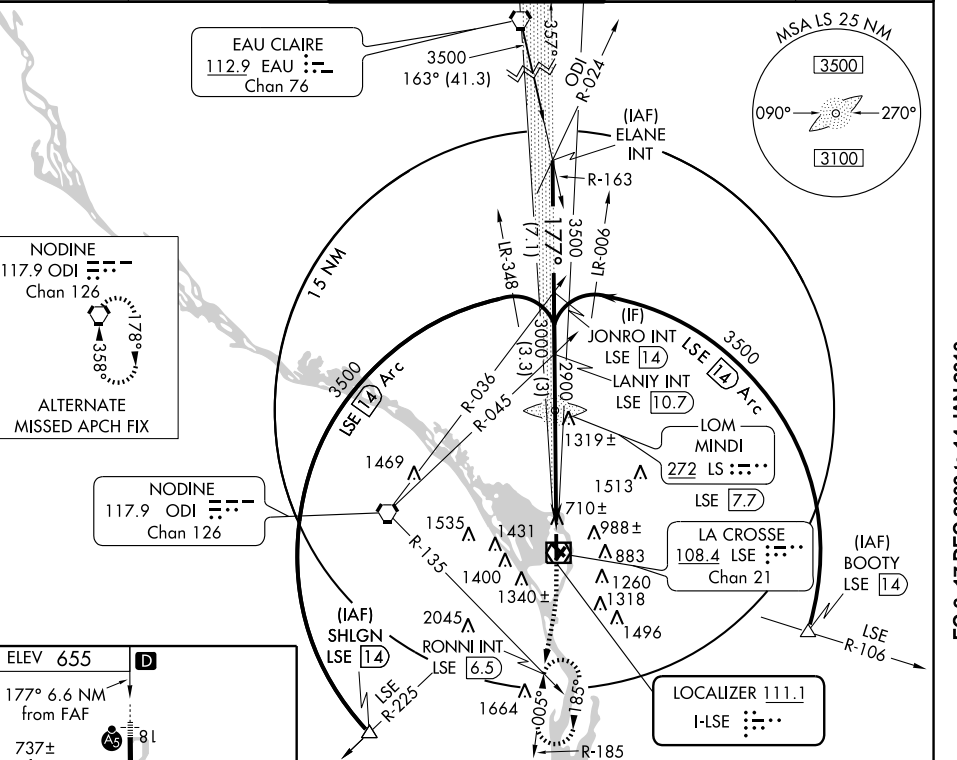 EAU CLAIRE
112.9 EAU
Chan 76
3500
163° (41.3)
357°
ODI
R-024
(IAF)
ELANE
INT
R-163
MSA LS 25 NM
3500
090°
270°
3100
NODINE
117.9 ODI
Chan 126
178°
358°
ALTERNATE
MISSED APCH FIX
15 NM
LR-348
(7.1)
177°
3500
LR-006
(IF)
JONRO INT
LSE 14
LANIY INT
LSE 10.7
3500
LSE 14 Arc
3500
LSE 14 Arc
R-036
R-045
3000
(3.3)
(3)
2900
1319±
LOM
MINDI
272 LS
LSE 7.7
1469
1513
NODINE
117.9 ODI
Chan 126
710±
1535
1431
988±
883
LA CROSSE
108.4 LSE
Chan 21
R-135
1400
1340±
1260
1318
1496
(IAF)
BOOTY
LSE 14
LSE
R-106
2045
(IAF)
SHLGN
LSE 14
RONNI INT
LSE 6.5
LSE
R-225
1664
005°
185°
R-185
LOCALIZER 111.1
I-LSE
ELEV 655
D
177° 6.6 NM
from FAF
A5
18
737±